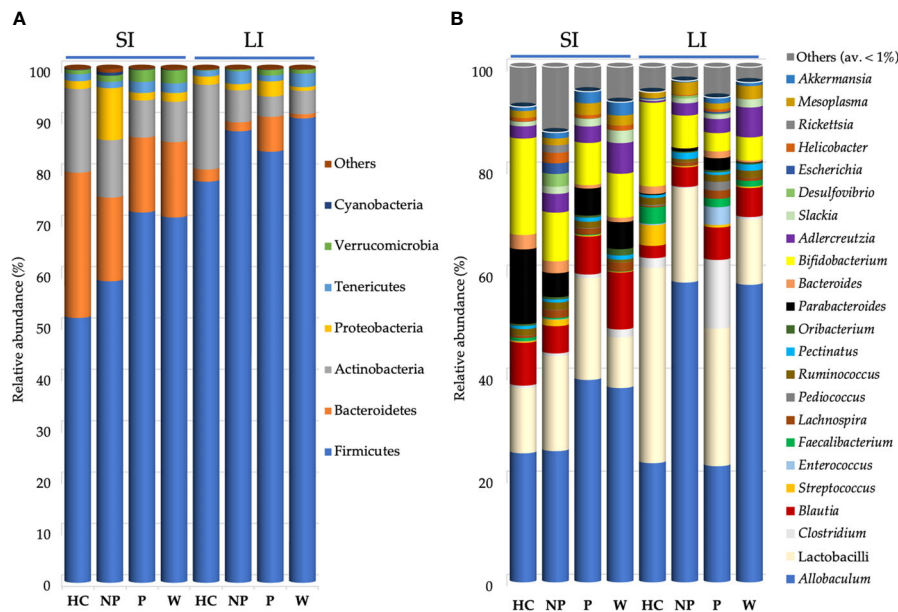 A
SI
LI
Relative abundance (%)
100
90
80
70
60
50
40
30
20
10
0
HC
NP
P
W
HC
NP
P
W
Others
Cyanobacteria
Verrucomicrobia
Tenericutes
Proteobacteria
Actinobacteria
Bacteroidetes
Firmicutes
B
SI
LI
Relative abundance (%)
100
80
60
40
20
0
HC
NP
P
W
HC
NP
P
W
Others (av. < 1%)
Akkermansia
Mesoplasma
Rickettsia
Helicobacter
Escherichia
Desulfovibrio
Slackia
Adlercreutzia
Bifidobacterium
Bacteroides
Parabacteroides
Oribacterium
Pectinatus
Ruminococcus
Pediococcus
Lachnospira
Faecalibacterium
Enterococcus
Streptococcus
Blautia
Clostridium
Lactobacilli
Allobaculum